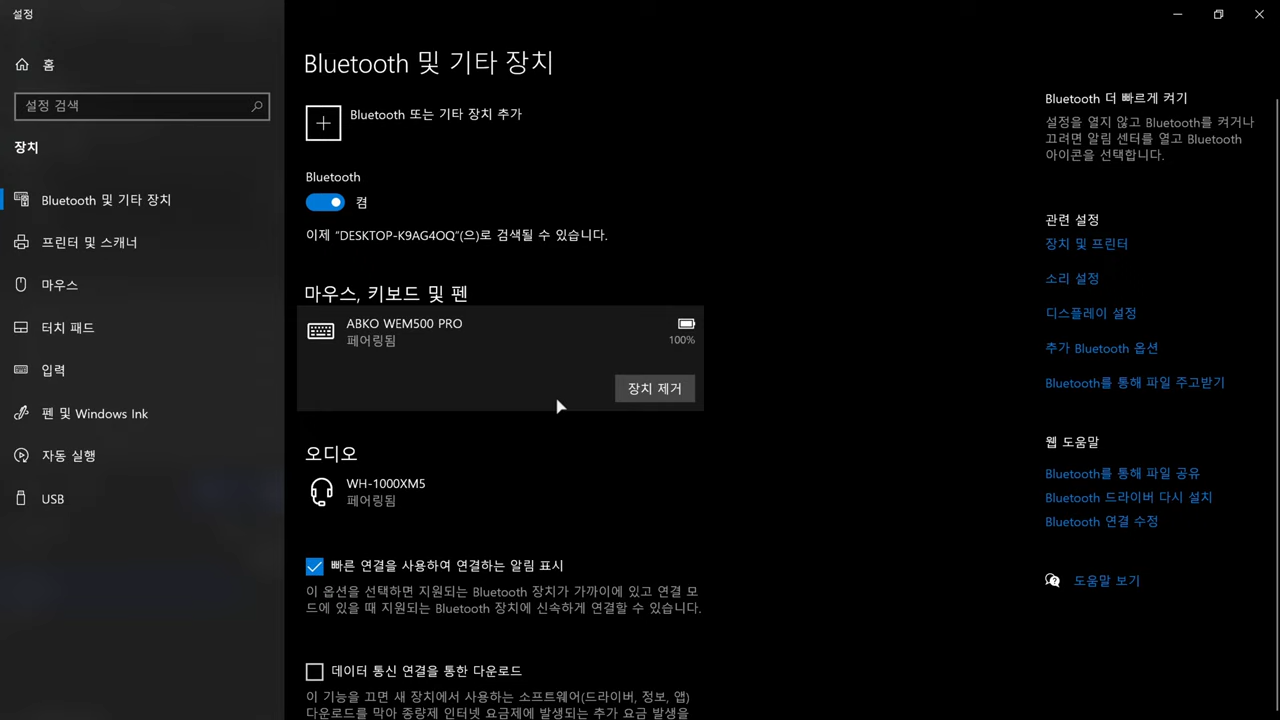 설정
홈
설정 검색
장치
Bluetooth 및 기타 장치
프린터 및 스캐너
마우스
터치 패드
입력
펜 및 Windows Ink
자동 실행
USB
Bluetooth 및 기타 장치
Bluetooth 또는 기타 장치 추가
Bluetooth
켬
이제 "DESKTOP-K9AG4OQ"(으)로 검색될 수 있습니다.
마우스, 키보드 및 펜
ABKO WEM500 PRO
페어링됨
100%
장치 제거
오디오
WH-1000XM5
페어링됨
빠른 연결을 사용하여 연결하는 알림 표시
이 옵션을 선택하면 지원되는 Bluetooth 장치가 가까이에 있고 연결 모
드에 있을 때 지원되는 Bluetooth 장치에 신속하게 연결할 수 있습니다.
데이터 통신 연결을 통한 다운로드
이 기능을 끄면 새 장치에서 사용하는 소프트웨어(드라이버, 정보, 앱)
다운로드를 막아 종량제 인터넷 요금제에 발생되는 추가 요금 발생을
Bluetooth 더 빠르게 켜기
설정을 열지 않고 Bluetooth를 켜거나
끄려면 알림 센터를 열고 Bluetooth
아이콘을 선택합니다.
관련 설정
장치 및 프린터
소리 설정
디스플레이 설정
추가 Bluetooth 옵션
Bluetooth를 통해 파일 주고받기
웹 도움말
Bluetooth를 통해 파일 공유
Bluetooth 드라이버 다시 설치
Bluetooth 연결 수정
도움말 보기